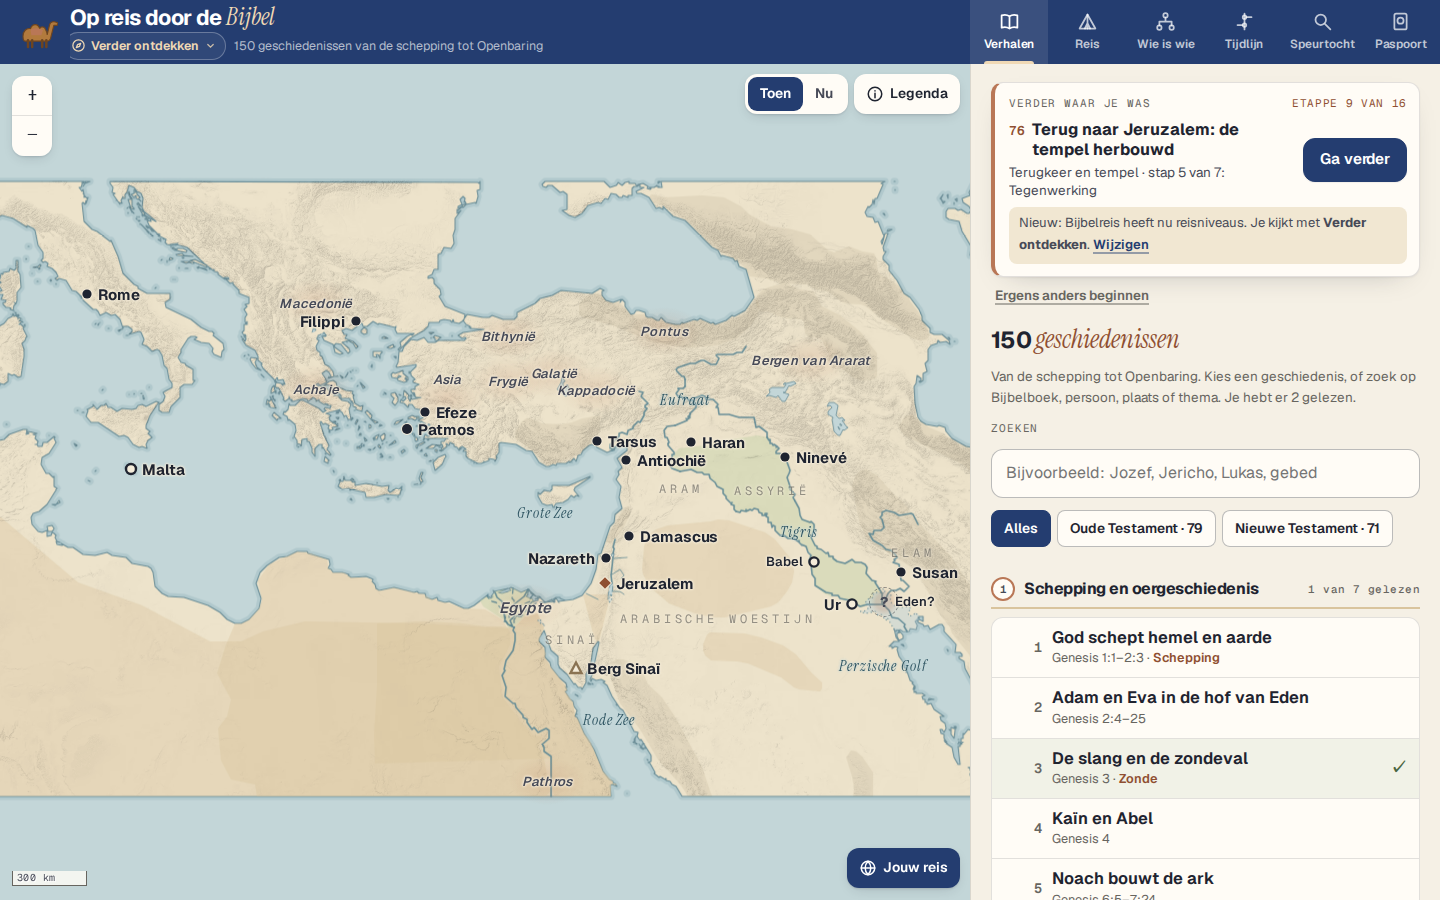 Op reis door de Bijbel
Verder ontdekken
150 geschiedenissen van de schepping tot Openbaring
Verhalen
Reis
Wie is wie
Tijdlijn
Speurtocht
Paspoort
+
−
Toen
Nu
Legenda
Rome
Macedonië
Filippi
Bithynië
Pontus
Bergen van Ararat
Achaje
Asia
Frygië
Galatië
Kappadocië
Eufraat
Efeze
Patmos
Tarsus
Haran
Antiochië
Ninevé
Malta
ARAM
ASSYRIË
Grote Zee
Tigris
Damascus
ELAM
Nazareth
Babel
Susan
Jeruzalem
Ur
?
Eden?
Egypte
ARABISCHE WOESTIJN
SINAÏ
Berg Sinaï
Perzische Golf
Rode Zee
Pathros
300 km
Jouw reis
VERDER WAAR JE WAS
ETAPPE 9 VAN 16
76 Terug naar Jeruzalem: de
tempel herbouwd
Terugkeer en tempel · stap 5 van 7:
Tegenwerking
Ga verder
Nieuw: Bijbelreis heeft nu reisniveaus. Je kijkt met Verder
ontdekken. Wijzigen
Ergens anders beginnen
150 geschiedenissen
Van de schepping tot Openbaring. Kies een geschiedenis, of zoek op
Bijbelboek, persoon, plaats of thema. Je hebt er 2 gelezen.
ZOEKEN
Bijvoorbeeld: Jozef, Jericho, Lukas, gebed
Alles
Oude Testament · 79
Nieuwe Testament · 71
1 Schepping en oergeschiedenis
1 van 7 gelezen
1 God schept hemel en aarde
Genesis 1:1–2:3 · Schepping
2 Adam en Eva in de hof van Eden
Genesis 2:4–25
3 De slang en de zondeval
Genesis 3 · Zonde
✓
4 Kaïn en Abel
Genesis 4
5 Noach bouwt de ark
Genesis 6:5–7:24